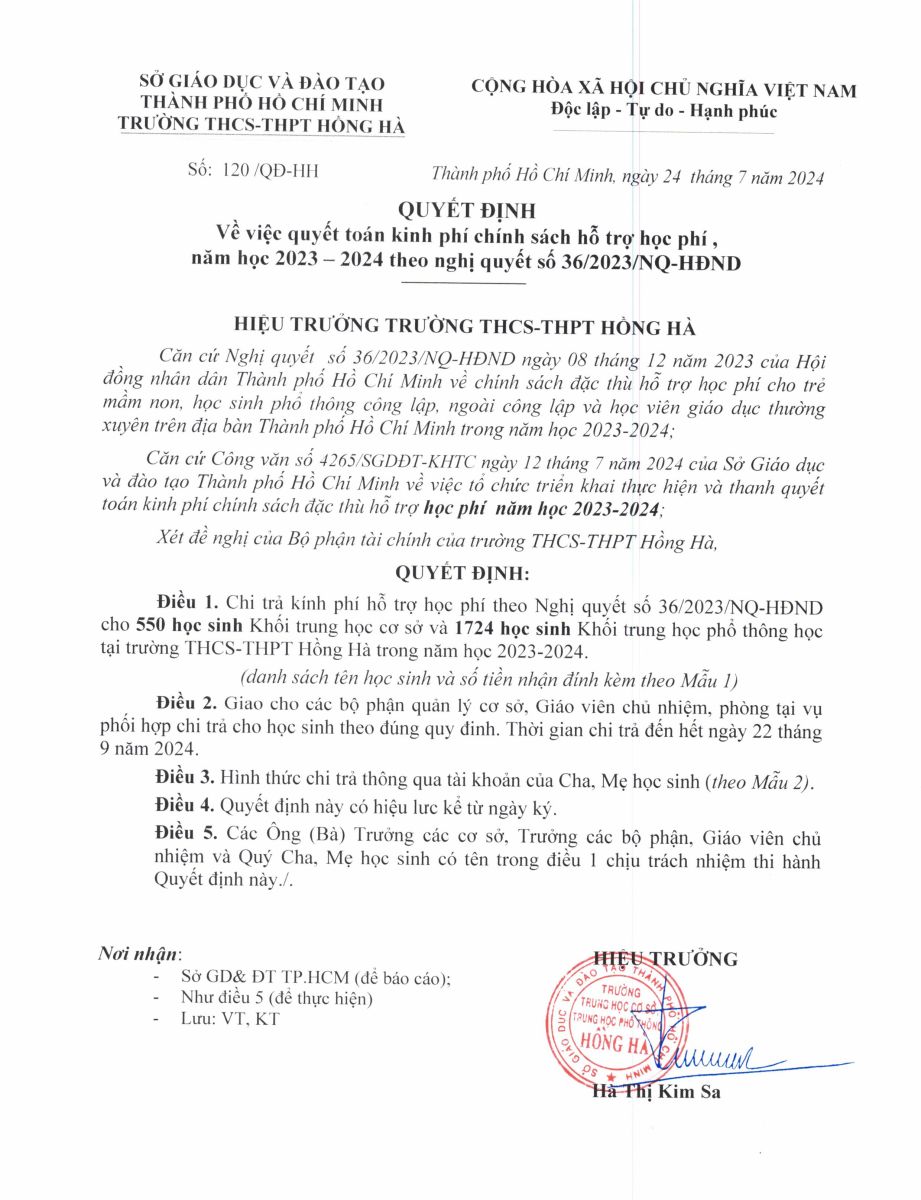 SỞ GIÁO DỤC VÀ ĐÀO TẠO
THÀNH PHỐ HỒ CHÍ MINH
TRƯỜNG THCS-THPT HỒNG HÀ
CỘNG HÒA XÃ HỘI CHỦ NGHĨA VIỆT NAM
Độc lập - Tự do - Hạnh phúc
Số: 120 /QĐ-HH
Thành phố Hồ Chí Minh, ngày 24 tháng 7 năm 2024
QUYẾT ĐỊNH
Về việc quyết toán kinh phí chính sách hỗ trợ học phí ,
năm học 2023 – 2024 theo nghị quyết số 36/2023/NQ-HĐND
HIỆU TRƯỞNG TRƯỜNG THCS-THPT HỒNG HÀ
Căn cứ Nghị quyết số 36/2023/NQ-HĐND ngày 08 tháng 12 năm 2023 của Hội
đồng nhân dân Thành phố Hồ Chí Minh về chính sách đặc thù hỗ trợ học phí cho trẻ
mầm non, học sinh phổ thông công lập, ngoài công lập và học viên giáo dục thường
xuyên trên địa bàn Thành phố Hồ Chí Minh trong năm học 2023-2024;
Căn cứ Công văn số 4265/SGDĐT-KHTC ngày 12 tháng 7 năm 2024 của Sở Giáo dục
và đào tạo Thành phố Hồ Chí Minh về việc tổ chức triển khai thực hiện và thanh quyết
toán kinh phí chính sách đặc thù hỗ trợ học phí năm học 2023-2024;
Xét đề nghị của Bộ phận tài chính của trường THCS-THPT Hồng Hà,
QUYẾT ĐỊNH:
Điều 1. Chi trả kính phí hỗ trợ học phí theo Nghị quyết số 36/2023/NQ-HĐND
cho 550 học sinh Khối trung học cơ sở và 1724 học sinh Khối trung học phổ thông học
tại trường THCS-THPT Hồng Hà trong năm học 2023-2024.
(danh sách tên học sinh và số tiền nhận đính kèm theo Mẫu 1)
Điều 2. Giao cho các bộ phận quản lý cơ sở, Giáo viên chủ nhiệm, phòng tại vụ
phối hợp chi trả cho học sinh theo đúng quy đinh. Thời gian chi trả đến hết ngày 22 tháng
9 năm 2024.
Điều 3. Hình thức chi trả thông qua tài khoản của Cha, Mẹ học sinh (theo Mẫu 2).
Điều 4. Quyết định này có hiệu lưc kể từ ngày ký.
Điều 5. Các Ông (Bà) Trưởng các cơ sở, Trưởng các bộ phận, Giáo viên chủ
nhiệm và Quý Cha, Mẹ học sinh có tên trong điều 1 chịu trách nhiệm thi hành
Quyết định này./.
Nơi nhận:
- Sở GD& ĐT TP.HCM (để báo cáo);
- Như điều 5 (để thực hiện)
- Lưu: VT, KT
HIỆU TRƯỞNG
SỞ GIÁO DỤC VÀ ĐÀO TẠO THÀNH PHỐ HỒ CHÍ MINH
TRƯỜNG
TRUNG HỌC CƠ SỞ
TRUNG HỌC PHỔ THÔNG
HỒNG HÀ
Hà Thị Kim Sa